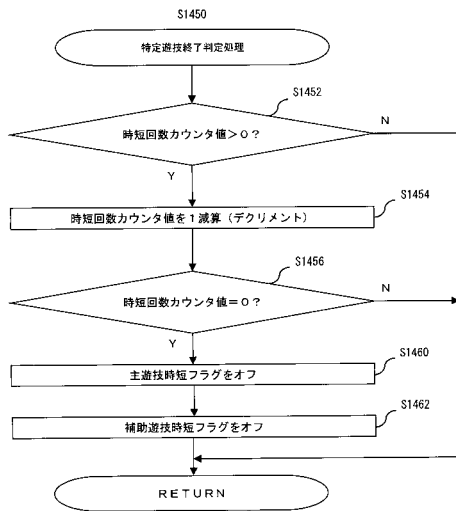 S1450
特定遊技終了判定処理
S1452
時短回数カウンタ値>0?
N
Y
S1454
時短回数カウンタ値を1減算(デクリメント)
S1456
時短回数カウンタ値=0?
N
Y
S1460
主遊技時短フラグをオフ
S1462
補助遊技時短フラグをオフ
RETURN